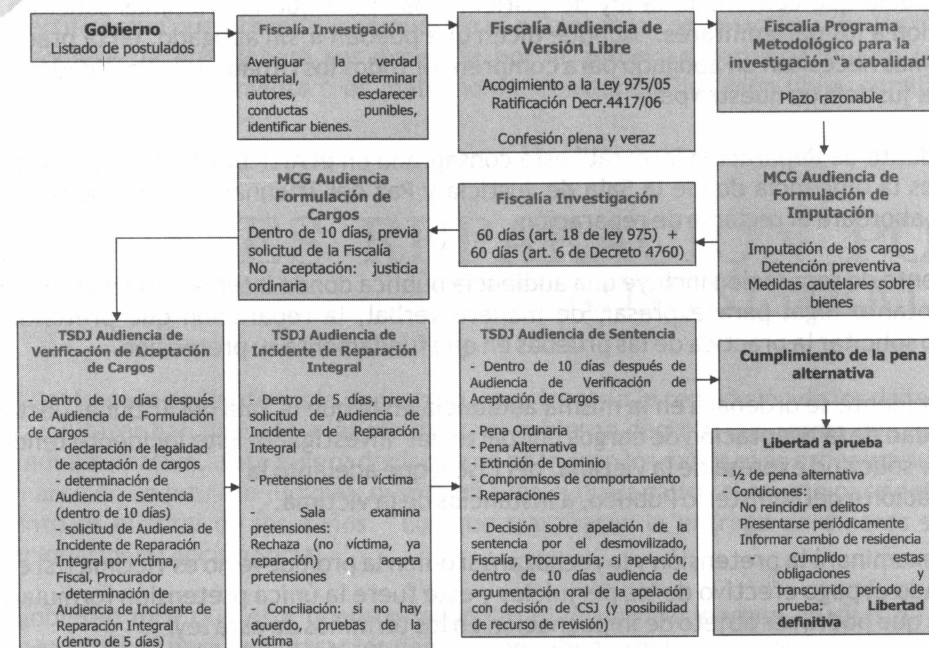 Gobierno
Listado de postulados
Fiscalía Investigación
Averiguar la verdad
material, determinar
autores, esclarecer
conductas punibles,
identificar bienes.
Fiscalía Audiencia de
Versión Libre
Acogimiento a la Ley 975/05
Ratificación Decr.4417/06
Confesión plena y veraz
Fiscalía Programa
Metodológico para la
investigación "a cabalidad"
Plazo razonable
MCG Audiencia de
Formulación de
Imputación
Imputación de los cargos
Detención preventiva
Medidas cautelares sobre
bienes
Fiscalía Investigación
60 días (art. 18 de ley 975) +
60 días (art. 6 de Decreto 4760)
MCG Audiencia
Formulación de
Cargos
Dentro de 10 días, previa
solicitud de la Fiscalía
No aceptación: justicia
ordinaria
TSDJ Audiencia de
Verificación de Aceptación
de Cargos
- Dentro de 10 días después
de Audiencia de Formulación
de Cargos
- declaración de legalidad
de aceptación de cargos
- determinación de
Audiencia de Sentencia
(dentro de 10 días)
- solicitud de Audiencia de
Incidente de Reparación
Integral por víctima,
Fiscal, Procurador
- determinación de
Audiencia de Incidente de
Reparación Integral
(dentro de 5 días)
TSDJ Audiencia de
Incidente de Reparación
Integral
- Dentro de 5 días, previa
solicitud de Audiencia de
Incidente de Reparación
Integral
- Pretensiones de la víctima
- Sala examina
pretensiones:
Rechaza (no víctima, ya
reparación) o acepta
pretensiones
- Conciliación: si no hay
acuerdo, pruebas de la
víctima
TSDJ Audiencia de Sentencia
- Dentro de 10 días después de
Audiencia de Verificación de
Aceptación de Cargos
- Pena Ordinaria
- Pena Alternativa
- Extinción de Dominio
- Compromisos de comportamiento
- Reparaciones
- Decisión sobre apelación de la
sentencia por el desmovilizado,
Fiscalía, Procuraduría; si apelación,
dentro de 10 días audiencia de
argumentación oral de la apelación
con decisión de CSJ (y posibilidad
de recurso de revisión)
Cumplimiento de la pena
alternativa
Libertad a prueba
- ½ de pena alternativa
- Condiciones:
No reincidir en delitos
Presentarse periódicamente
Informar cambio de residencia
- Cumplido estas
obligaciones y
transcurrido período de
prueba: Libertad
definitiva